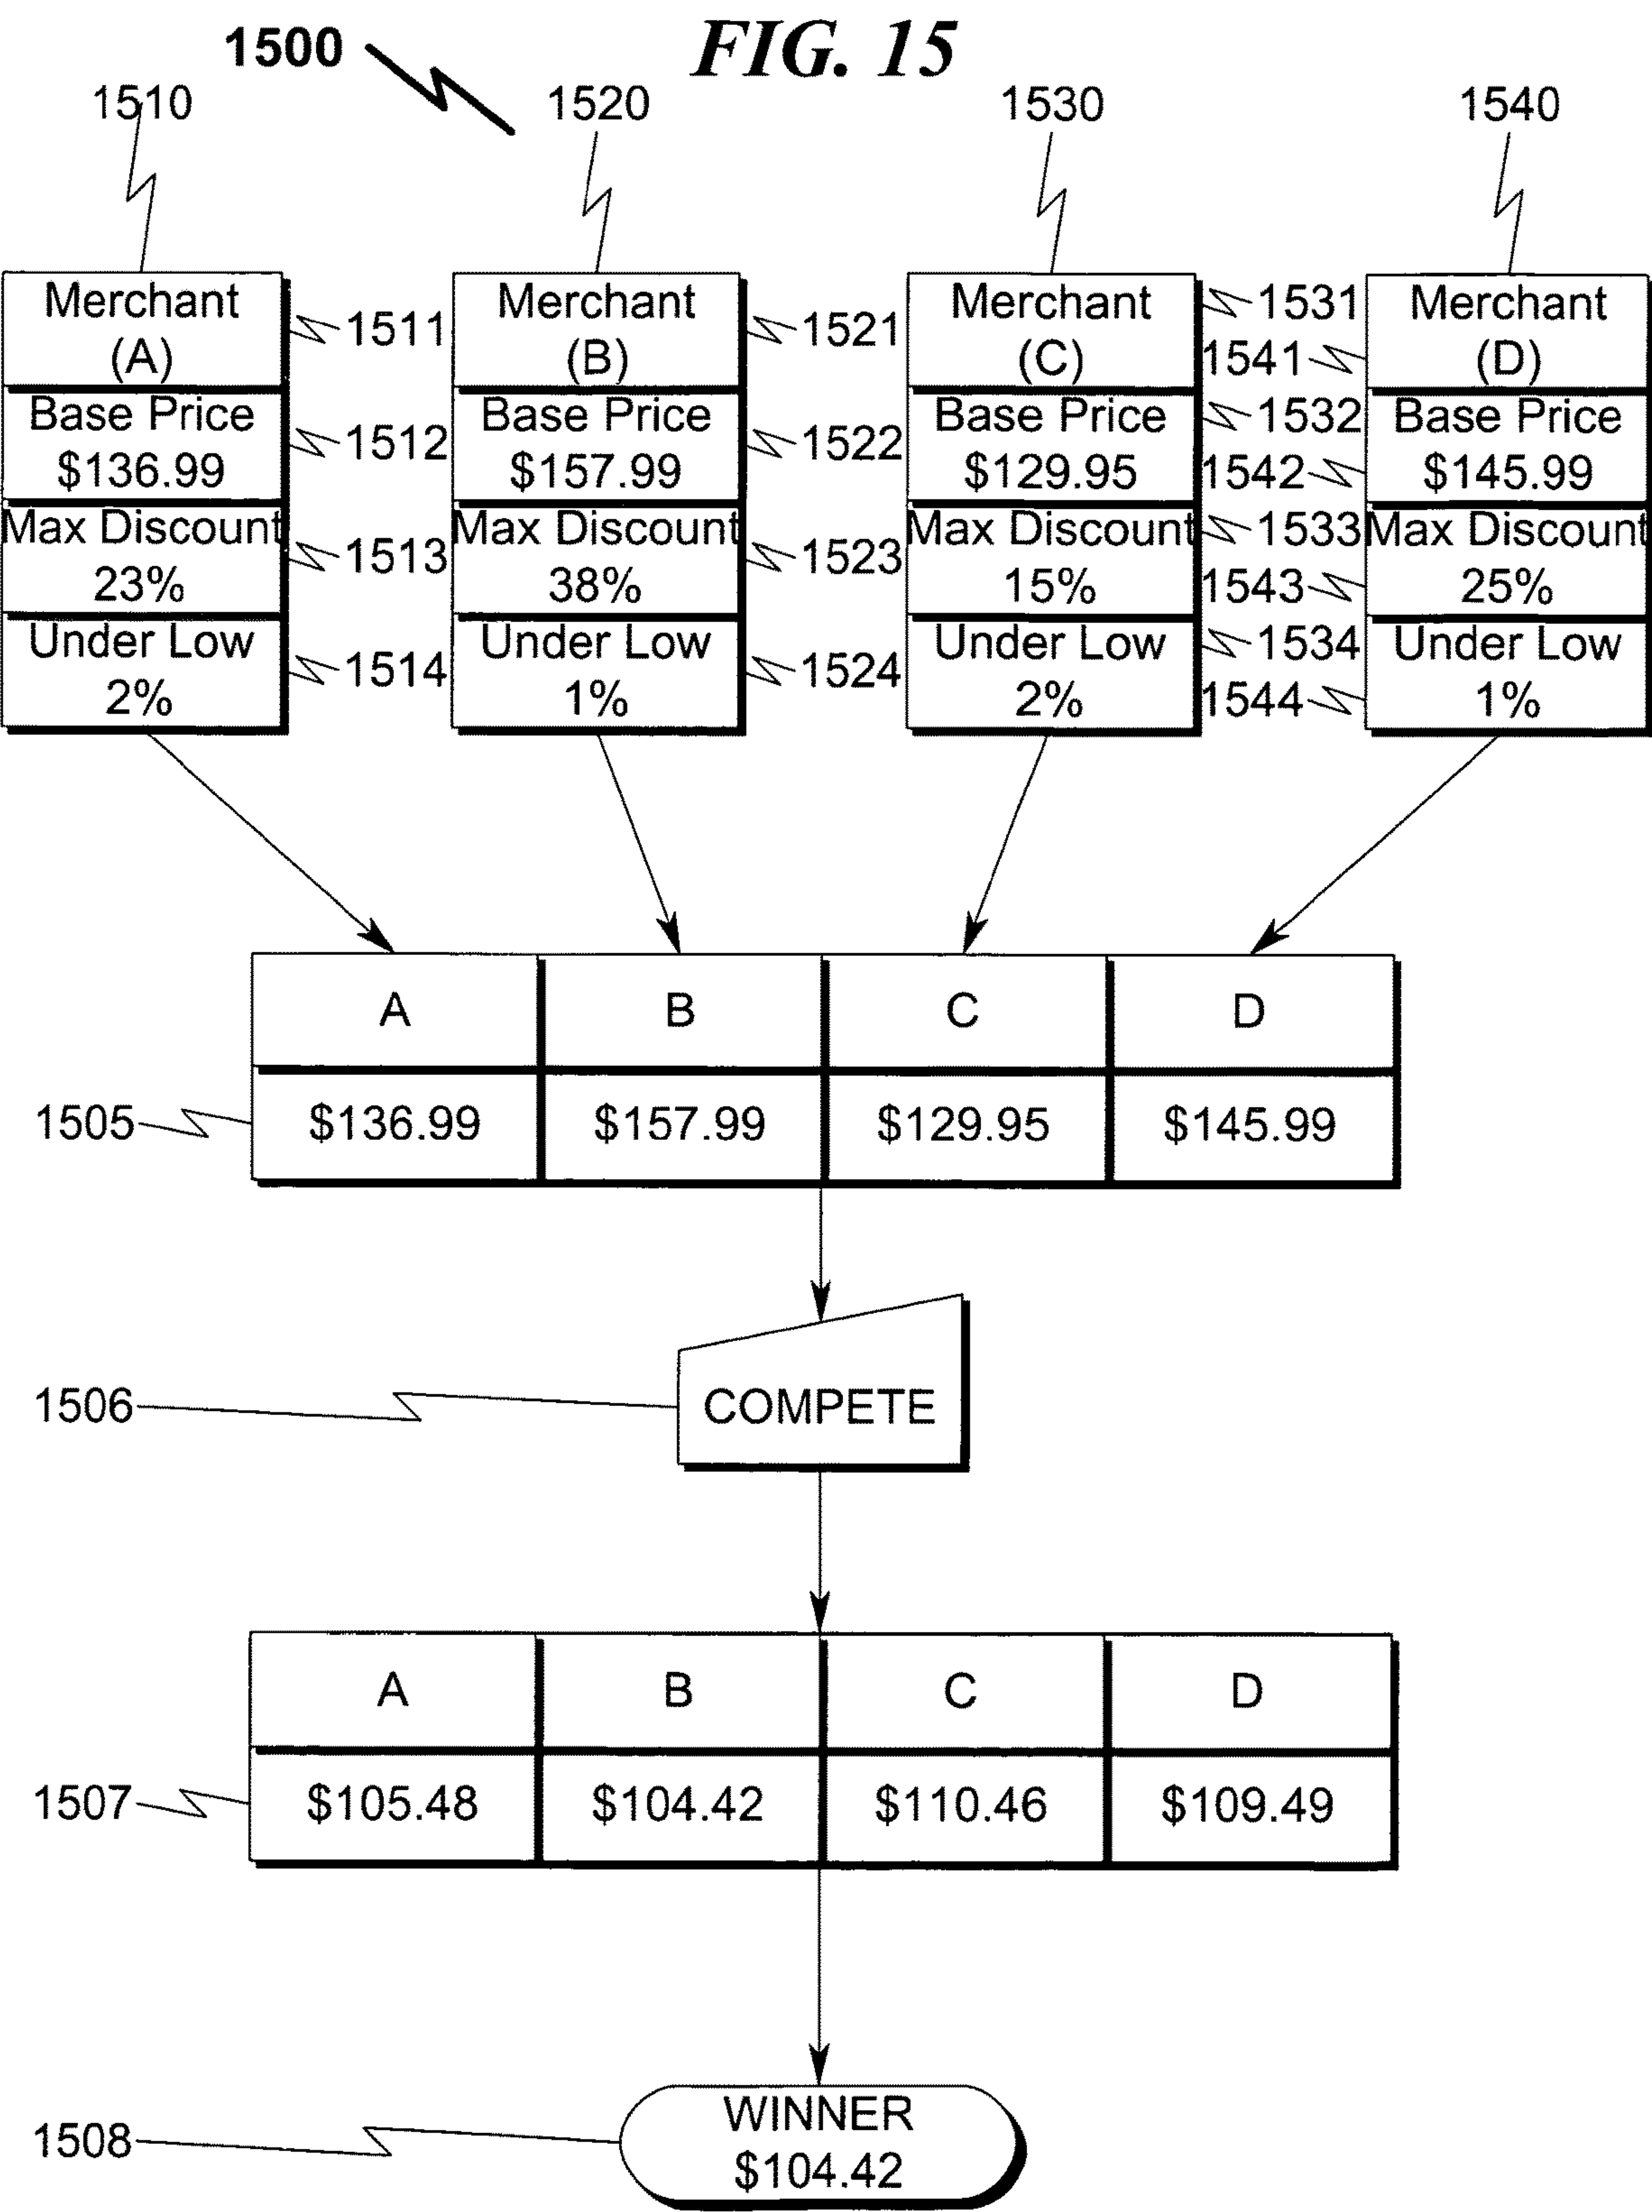 1500
FIG. 15
1510
1520
1530
1540
Merchant
(A)
Base Price
$136.99
Max Discount
23%
Under Low
2%
1511
1512
1513
1514
Merchant
(B)
Base Price
$157.99
Max Discount
38%
Under Low
1%
1521
1522
1523
1524
Merchant
(C)
Base Price
$129.95
Max Discount
15%
Under Low
2%
1531
1541
1532
1542
1533
1543
1534
1544
Merchant
(D)
Base Price
$145.99
Max Discount
25%
Under Low
1%
A B C D
1505 $136.99 $157.99 $129.95 $145.99
1506 COMPETE
A B C D
1507 $105.48 $104.42 $110.46 $109.49
WINNER
1508 $104.42